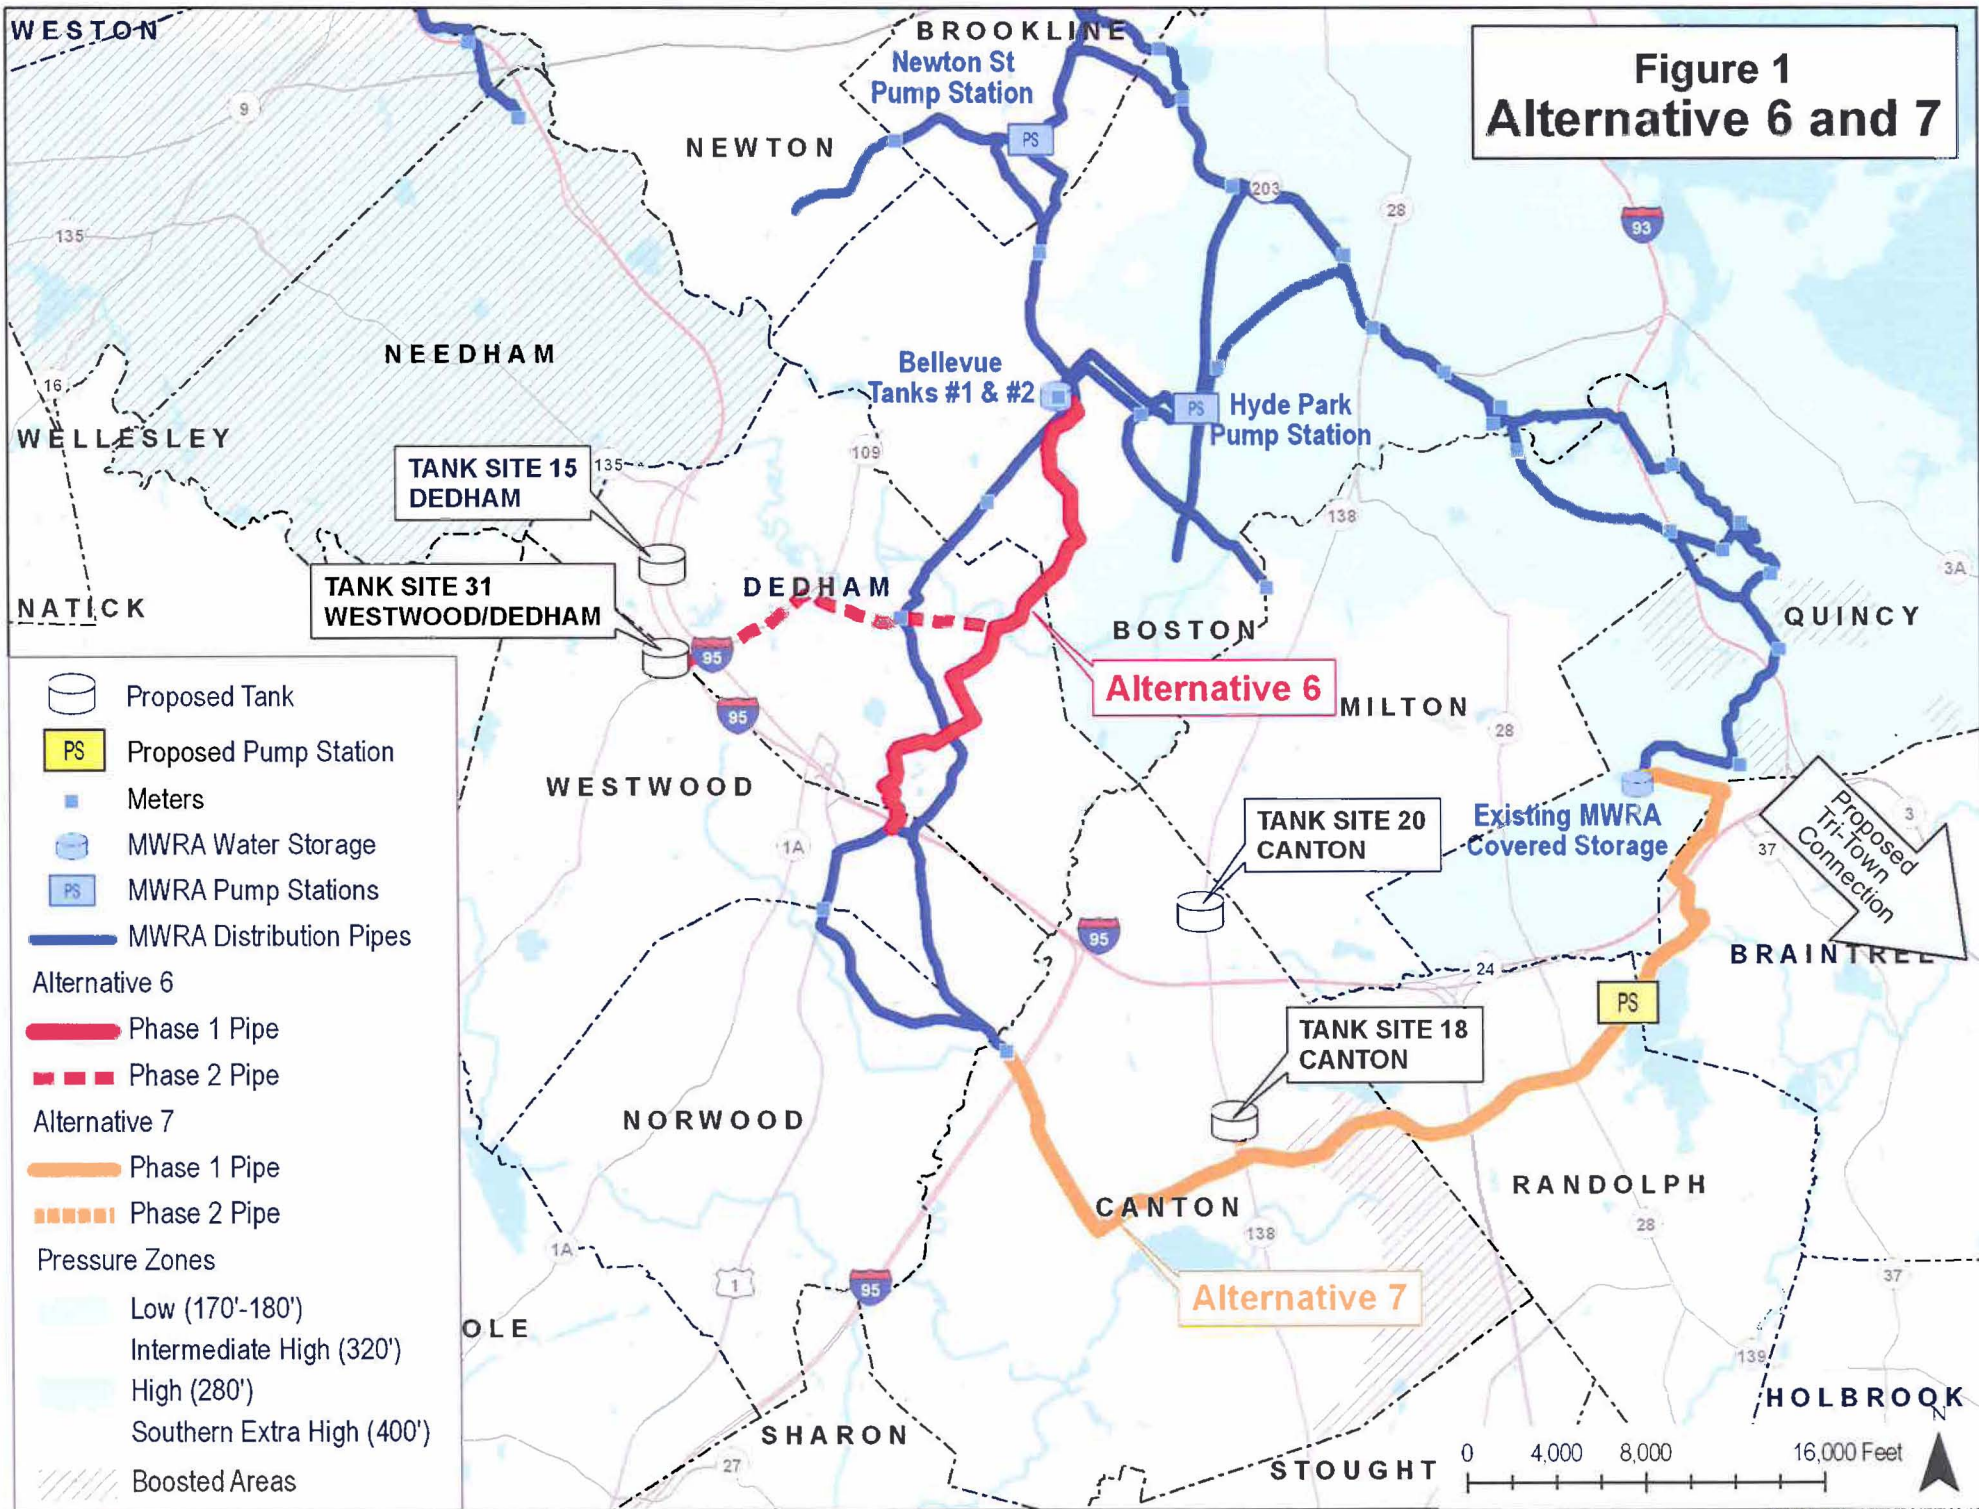 WESTON
BROOKLINE
Newton St
Pump Station
PS
Figure 1
Alternative 6 and 7
9
NEWTON
203
28
93
135
NEEDHAM
Bellevue
Tanks #1 & #2
PS
Hyde Park
Pump Station
16
WELLESLEY
109
TANK SITE 15
DEDHAM
135
138
3A
TANK SITE 31
WESTWOOD/DEDHAM
DEDHAM
NATICK
BOSTON
QUINCY
95
95
Alternative 6
MILTON
28
WESTWOOD
1A
TANK SITE 20
CANTON
Existing MWRA
Covered Storage
Proposed
Tri-Town
Connection
3
37
95
24
BRAINTREE
PS
TANK SITE 18
CANTON
NORWOOD
RANDOLPH
CANTON
138
28
1A
1
95
Alternative 7
37
OLE
139
HOLBROOK
SHARON
27
STOUGHT
Proposed Tank
PS
Proposed Pump Station
Meters
MWRA Water Storage
PS
MWRA Pump Stations
MWRA Distribution Pipes
Alternative 6
Phase 1 Pipe
Phase 2 Pipe
Alternative 7
Phase 1 Pipe
Phase 2 Pipe
Pressure Zones
Low (170'-180')
Intermediate High (320')
High (280')
Southern Extra High (400')
Boosted Areas
N
0 4,000 8,000 16,000 Feet